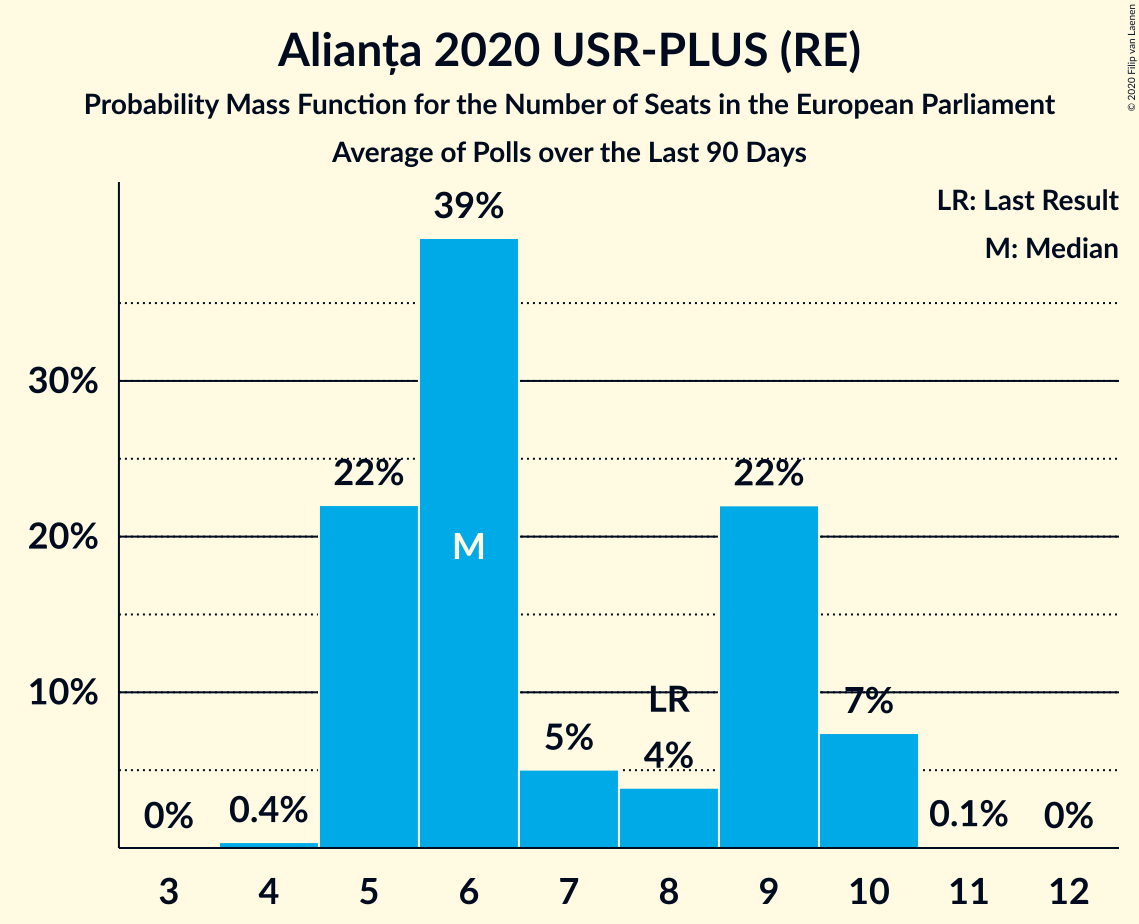 Alianța 2020 USR-PLUS (RE)
Probability Mass Function for the Number of Seats in the European Parliament
Average of Polls over the Last 90 Days
© 2020 Filip van Laenen
LR: Last Result
M: Median
39%
30%
22%
22%
20%
M
10%
LR
7%
5%
4%
0%
0.4%
0.1%
0%
3 4 5 6 7 8 9 10 11 12